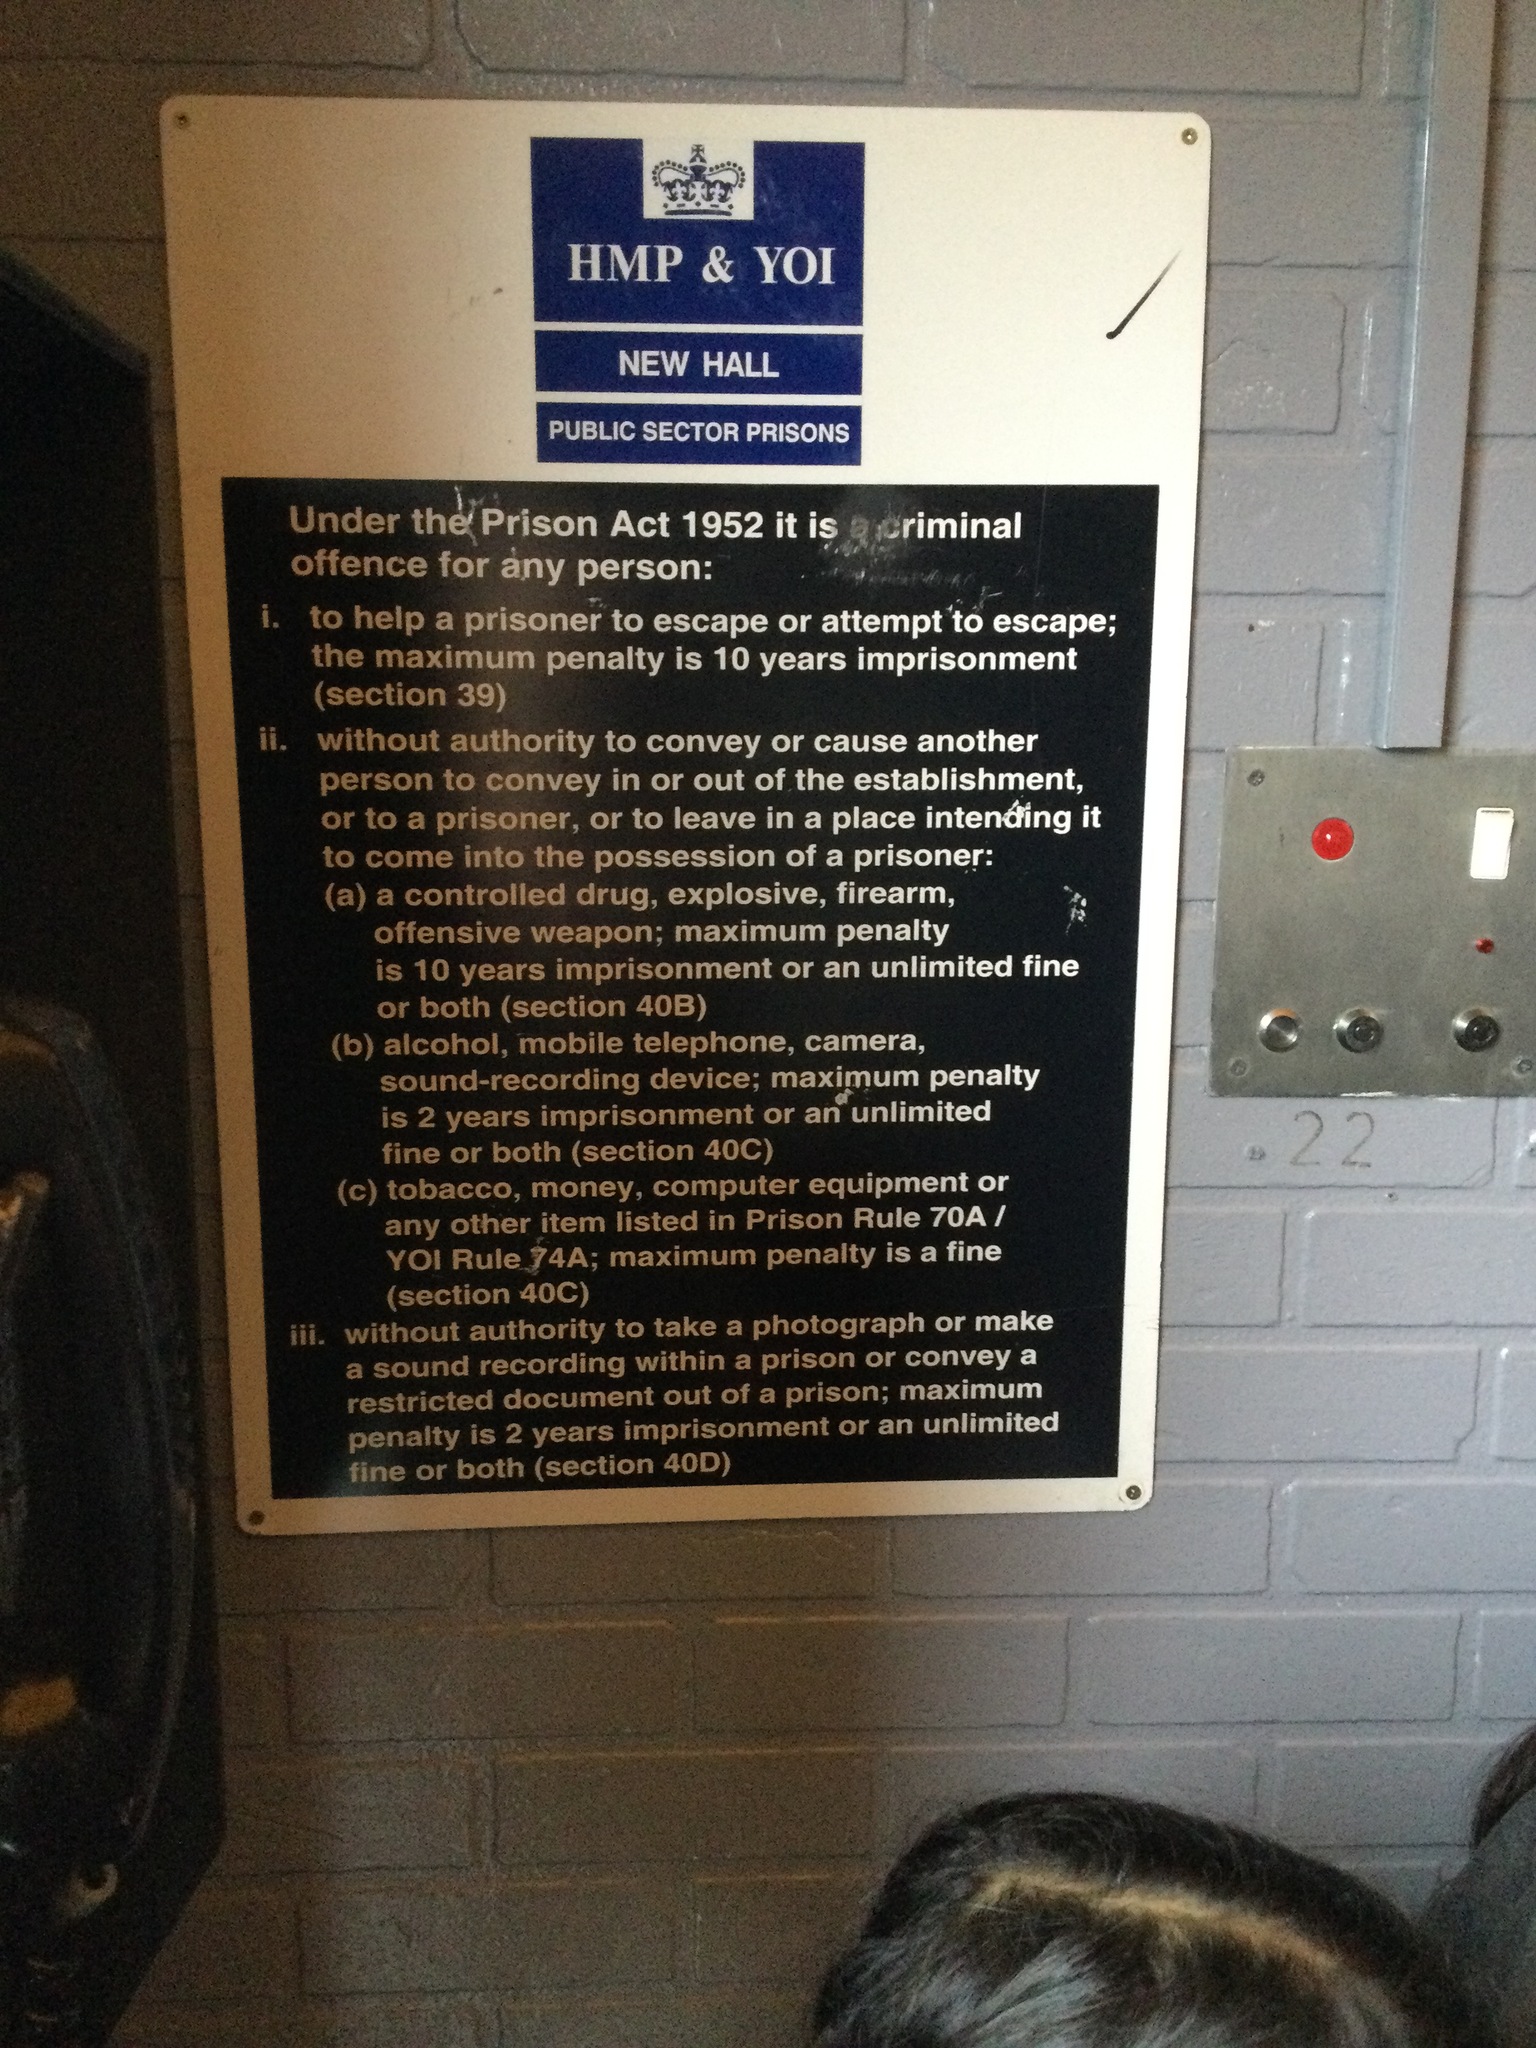 HMP & YOI
NEW HALL
PUBLIC SECTOR PRISONS
Under the Prison Act 1952 it is a criminal
offence for any person:
i. to help a prisoner to escape or attempt to escape;
the maximum penalty is 10 years imprisonment
(section 39)
ii. without authority to convey or cause another
person to convey in or out of the establishment,
or to a prisoner, or to leave in a place intending it
to come into the possession of a prisoner:
(a) a controlled drug, explosive, firearm,
offensive weapon; maximum penalty
is 10 years imprisonment or an unlimited fine
or both (section 40B)
(b) alcohol, mobile telephone, camera,
sound-recording device; maximum penalty
is 2 years imprisonment or an unlimited
fine or both (section 40C)
(c) tobacco, money, computer equipment or
any other item listed in Prison Rule 70A /
YOI Rule 74A; maximum penalty is a fine
(section 40C)
iii. without authority to take a photograph or make
a sound recording within a prison or convey a
restricted document out of a prison; maximum
penalty is 2 years imprisonment or an unlimited
fine or both (section 40D)
22